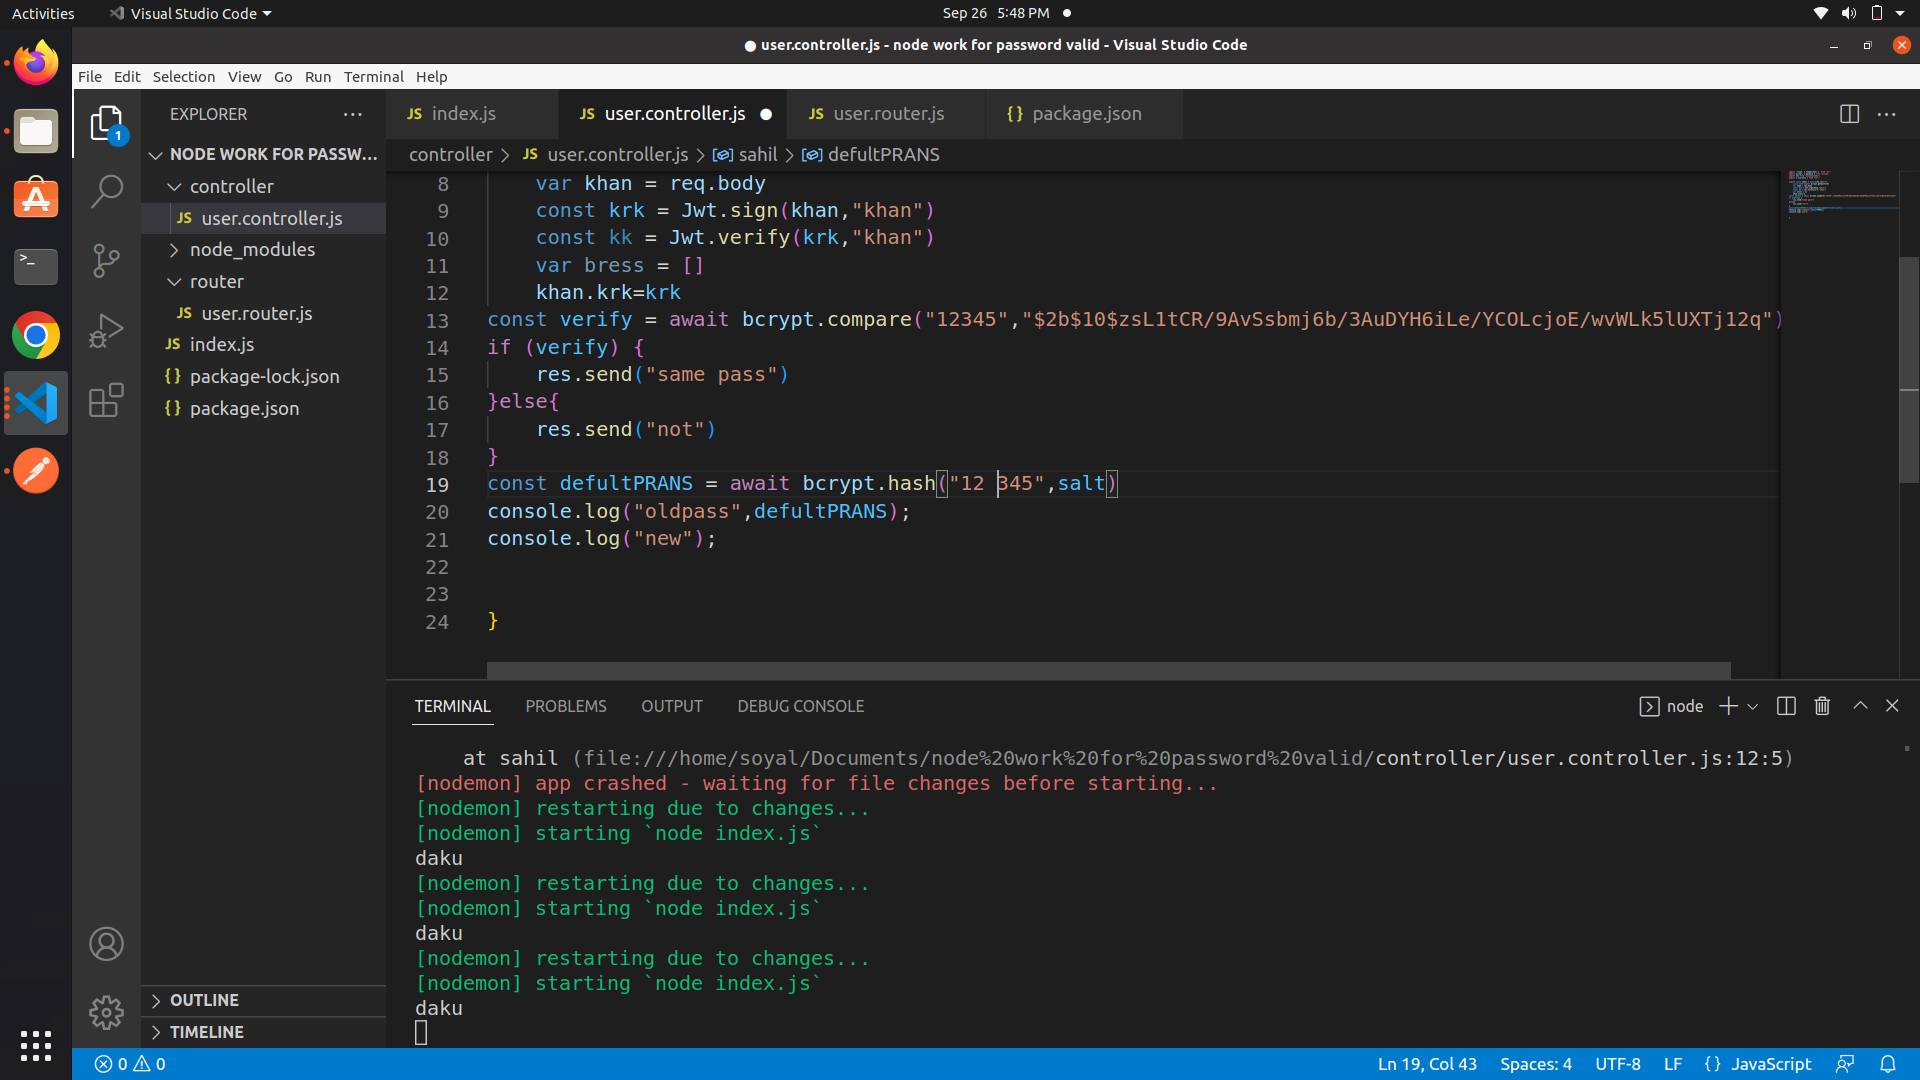 Activities Visual Studio Code Sep 26 5:48 PM
user.controller.js - node work for password valid - Visual Studio Code
File Edit Selection View Go Run Terminal Help
EXPLORER
1
NODE WORK FOR PASSW...
controller
JS user.controller.js
node_modules
router
JS user.router.js
JS index.js
{} package-lock.json
{} package.json
OUTLINE
TIMELINE
JS index.js JS user.controller.js JS user.router.js {} package.json
controller > JS user.controller.js > sahil > defultPRANS
8 var khan = req.body
9 const krk = Jwt.sign(khan,"khan")
10 const kk = Jwt.verify(krk,"khan")
11 var bress = []
12 khan.krk=krk
13 const verify = await bcrypt.compare("12345","$2b$10$zsL1tCR/9AvSsbmj6b/3AuDYH6iLe/YCOLcjoE/wvWLk5lUXTj12q")
14 if (verify) {
15 res.send("same pass")
16 }else{
17 res.send("not")
18 }
19 const defultPRANS = await bcrypt.hash("12 345",salt)
20 console.log("oldpass",defultPRANS);
21 console.log("new");
22
23
24 }
TERMINAL PROBLEMS OUTPUT DEBUG CONSOLE node
at sahil (file:///home/soyal/Documents/node%20work%20for%20password%20valid/controller/user.controller.js:12:5)
[nodemon] app crashed - waiting for file changes before starting...
[nodemon] restarting due to changes...
[nodemon] starting `node index.js`
daku
[nodemon] restarting due to changes...
[nodemon] starting `node index.js`
daku
[nodemon] restarting due to changes...
[nodemon] starting `node index.js`
daku
0 0 Ln 19, Col 43 Spaces: 4 UTF-8 LF {} JavaScript